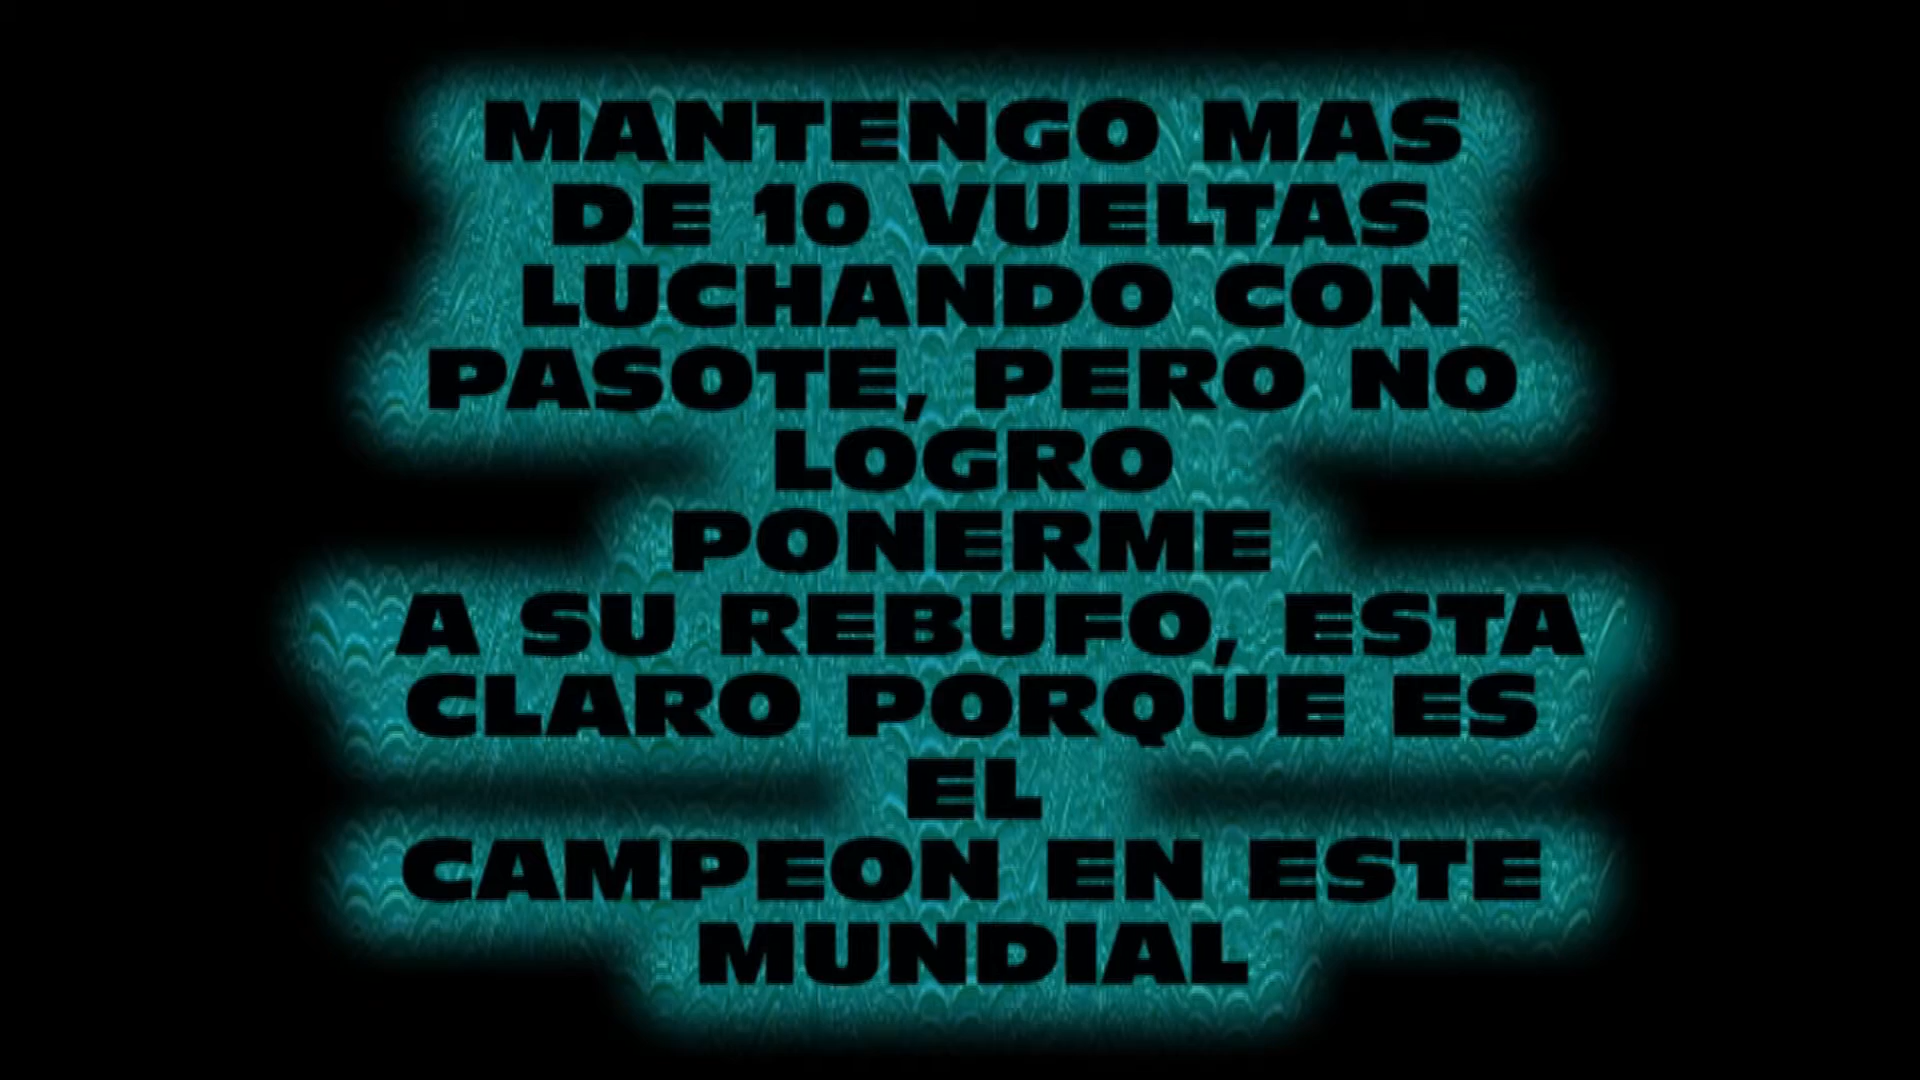 MANTENGO MAS
DE 10 VUELTAS
LUCHANDO CON
PASOTE, PERO NO
LOGRO
PONERME
A SU REBUFO, ESTA
CLARO PORQUE ES
EL
CAMPEON EN ESTE
MUNDIAL